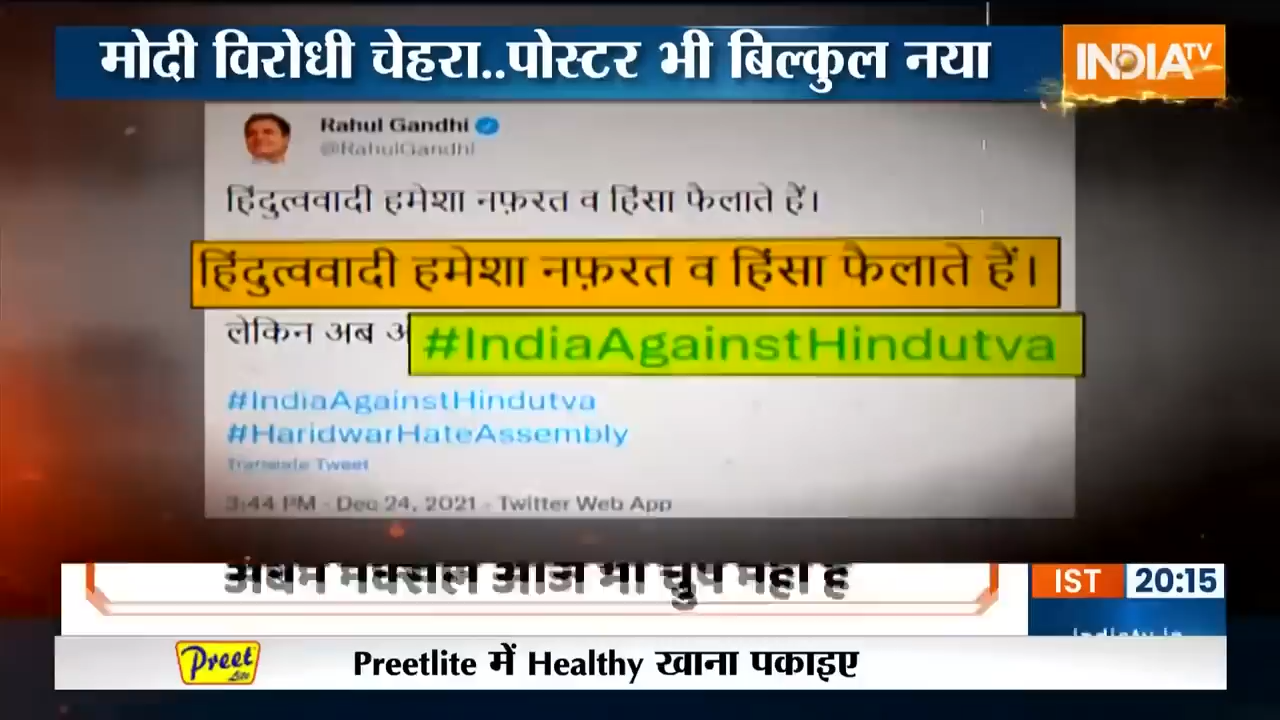 मोदी विरोधी चेहरा..पोस्टर भी बिल्कुल नया
INDIA TV
Rahul Gandhi
@RahulGandhi
हिंदुत्ववादी हमेशा नफ़रत व हिंसा फैलाते हैं।
हिंदुत्ववादी हमेशा नफ़रत व हिंसा फैलाते हैं।
लेकिन अब
#IndiaAgainstHindutva
#IndiaAgainstHindutva
#HaridwarHateAssembly
Translate Tweet
3:44 PM - Dec 24, 2021 - Twitter Web App
IST 20:15
Preet Lite
Preetlite में Healthy खाना पकाइए